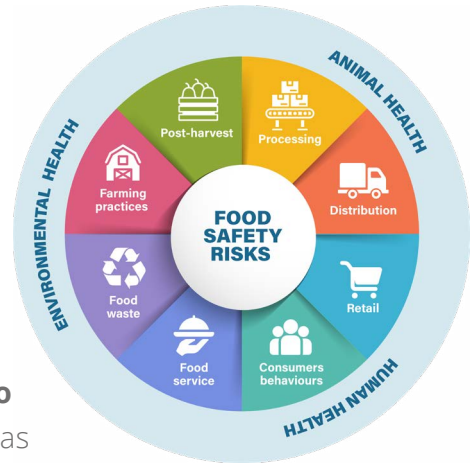 ENVIRONMENTAL HEALTH
ANIMAL HEALTH
HUMAN HEALTH
FOOD
SAFETY
RISKS
Post-harvest
Processing
Distribution
Retail
Consumers
behaviours
Food
service
Food
waste
Farming
practices
o
as